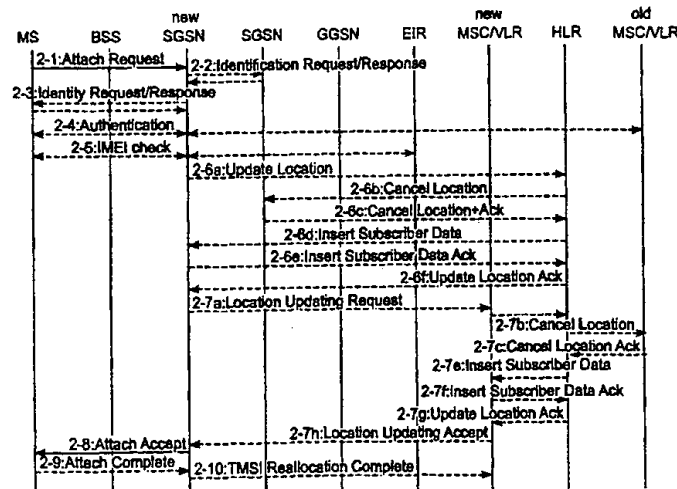 new
new
old
MS BSS SGSN SGSN GGSN EIR MSC/VLR HLR MSC/VLR
2-1:Attach Request
2-2:Identification Request/Response
2-3:Identity Request/Response
2-4:Authentication
2-5:IMEI check
2-6a:Update Location
2-6b:Cancel Location
2-6c:Cancel Location+Ack
2-6d:Insert Subscriber Data
2-6e:Insert Subscriber Data Ack
2-6f:Update Location Ack
2-7a:Location Updating Request
2-7b:Cancel Location
2-7c:Cancel Location Ack
2-7e:Insert Subscriber Data
2-7f:Insert Subscriber Data Ack
2-7g:Update Location Ack
2-7h:Location Updating Accept
2-8:Attach Accept
2-9:Attach Complete
2-10:TMSI Reallocation Complete